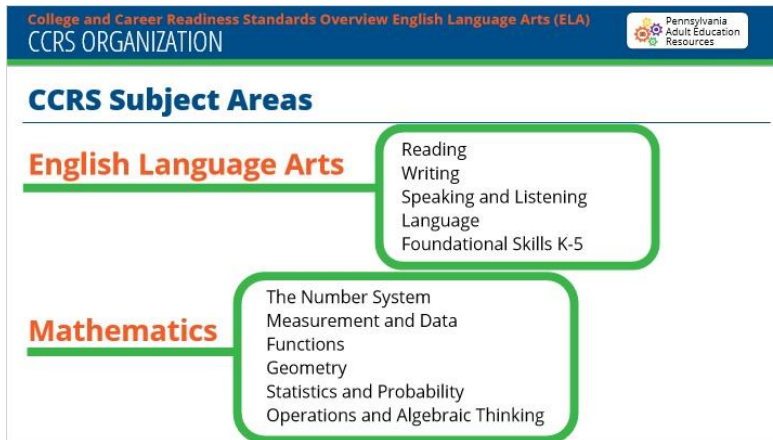 College and Career Readiness Standards Overview English Language Arts (ELA)
CCRS ORGANIZATION
Pennsylvania
Adult Education
Resources
CCRS Subject Areas
English Language Arts
Reading
Writing
Speaking and Listening
Language
Foundational Skills K-5
Mathematics
The Number System
Measurement and Data
Functions
Geometry
Statistics and Probability
Operations and Algebraic Thinking